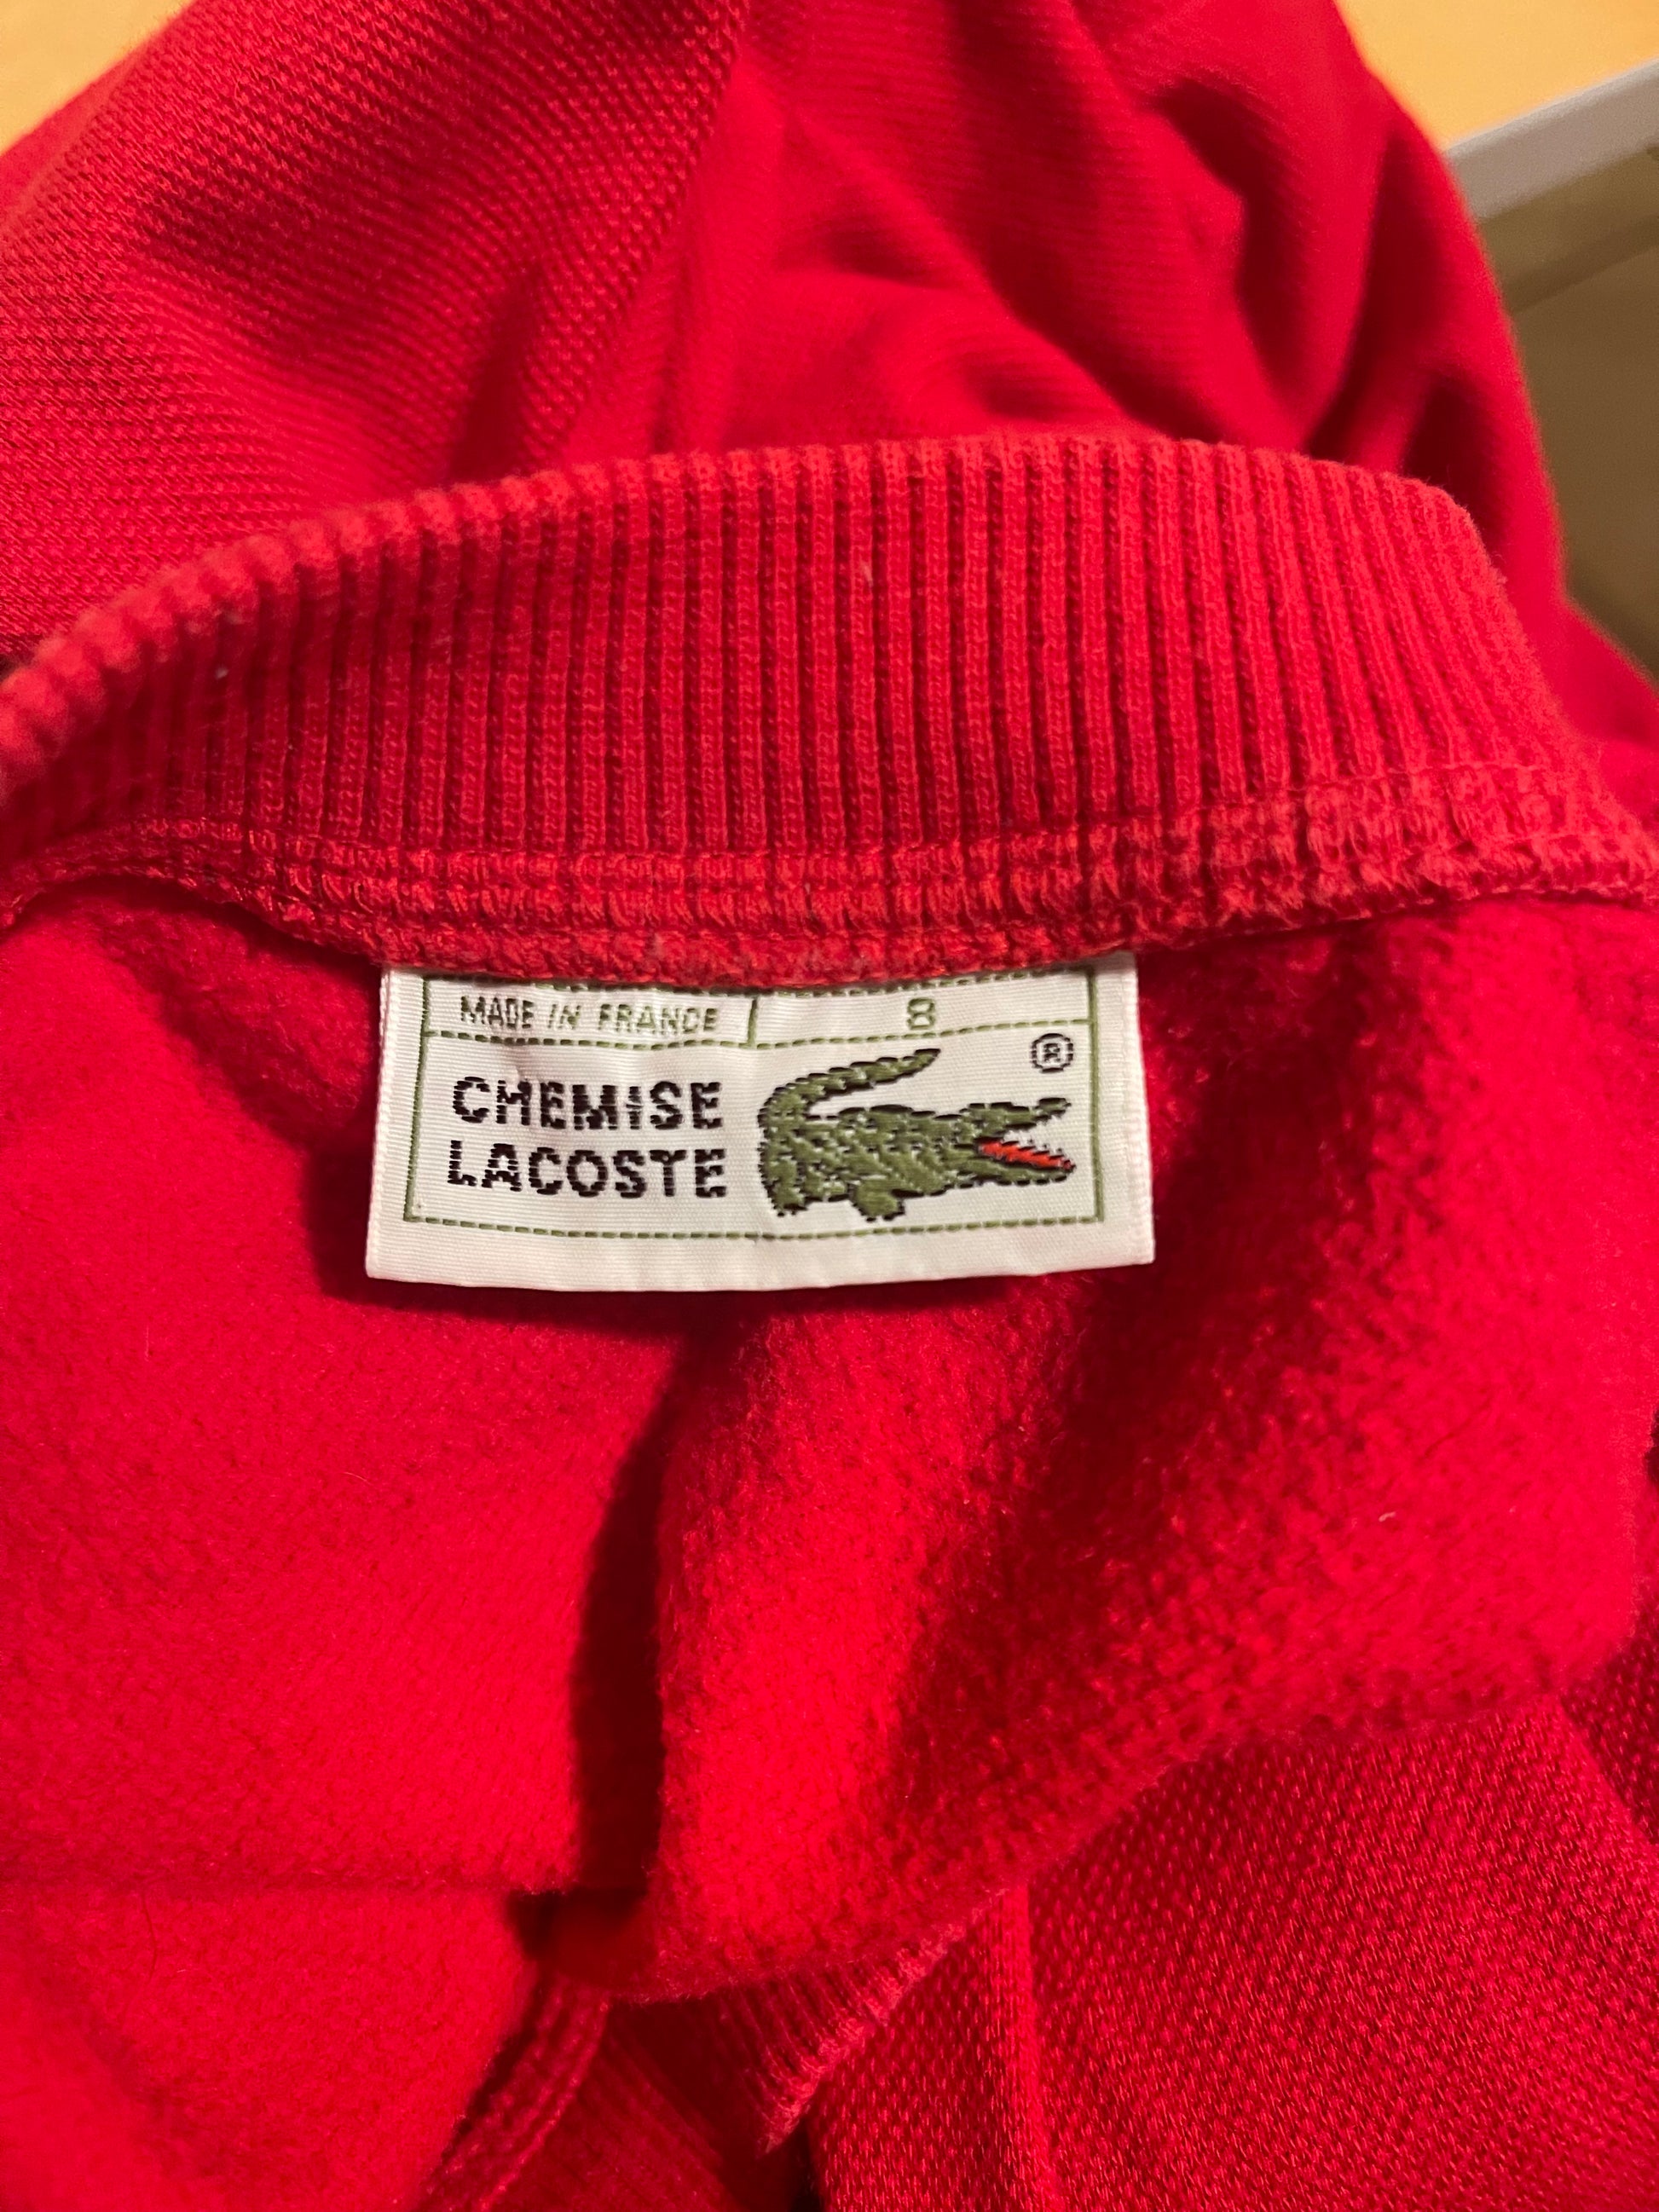 MADE IN FRANCE 8
®
CHEMISE
LACOSTE